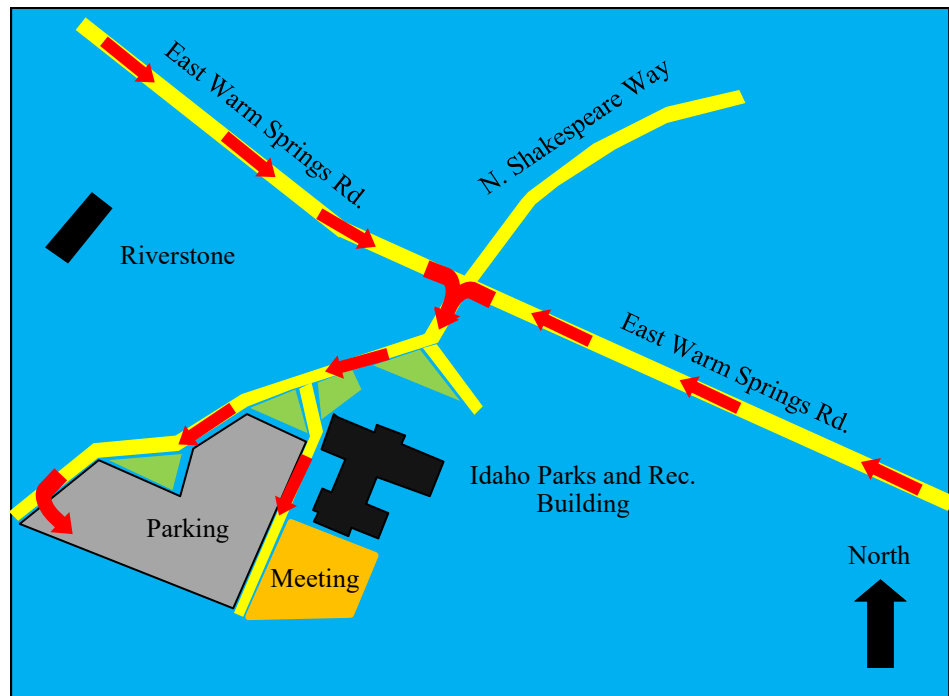 East Warm Springs Rd.
N. Shakespeare Way
Riverstone
East Warm Springs Rd.
Idaho Parks and Rec.
Building
Parking
Meeting
North